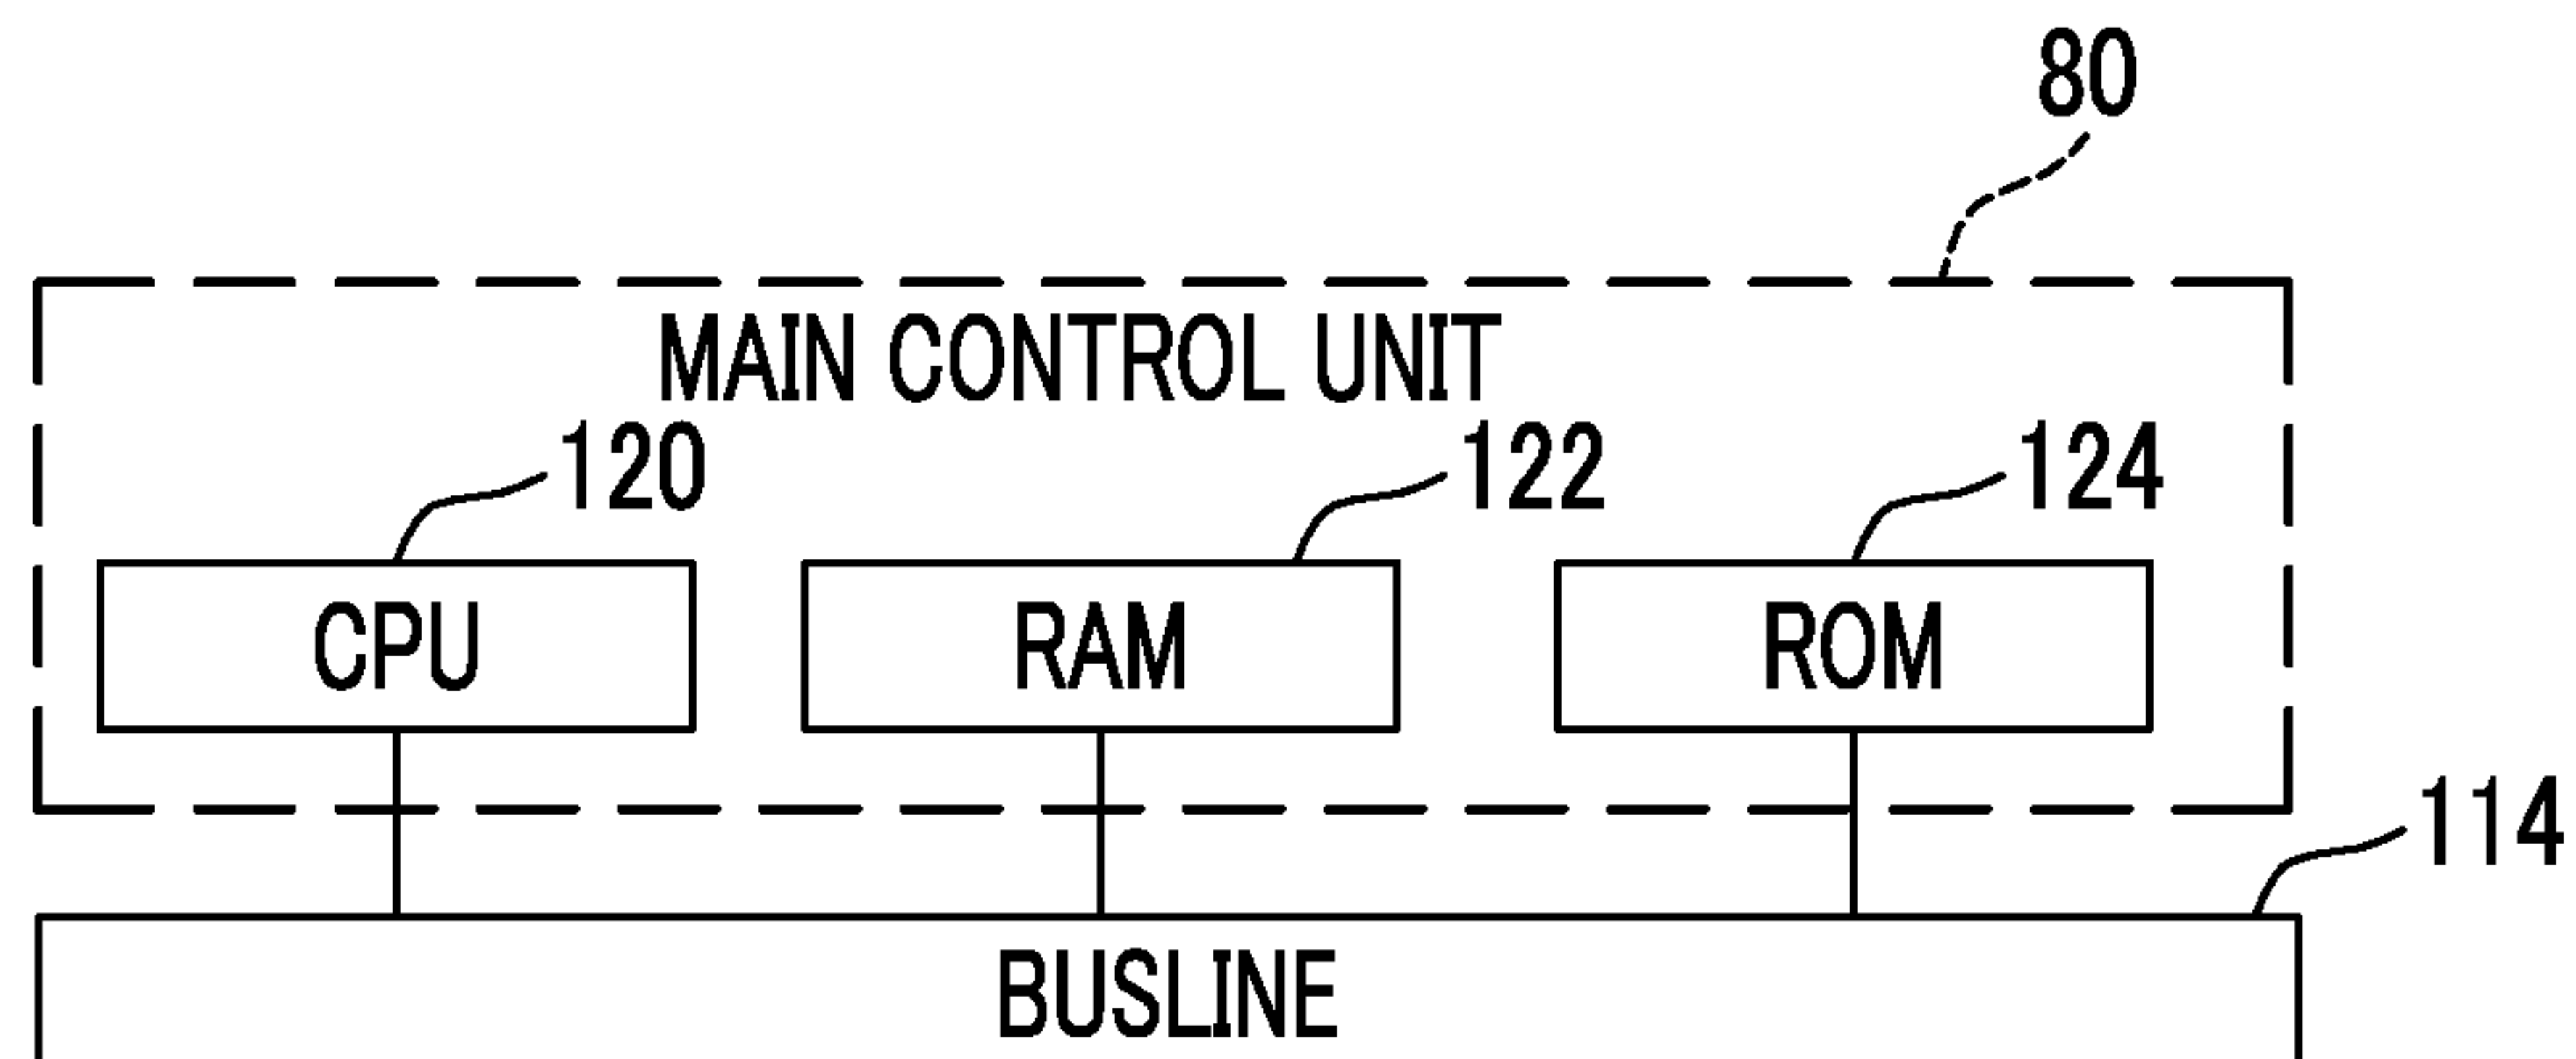 80
MAIN CONTROL UNIT
120
122
124
CPU
RAM
ROM
114
BUSLINE